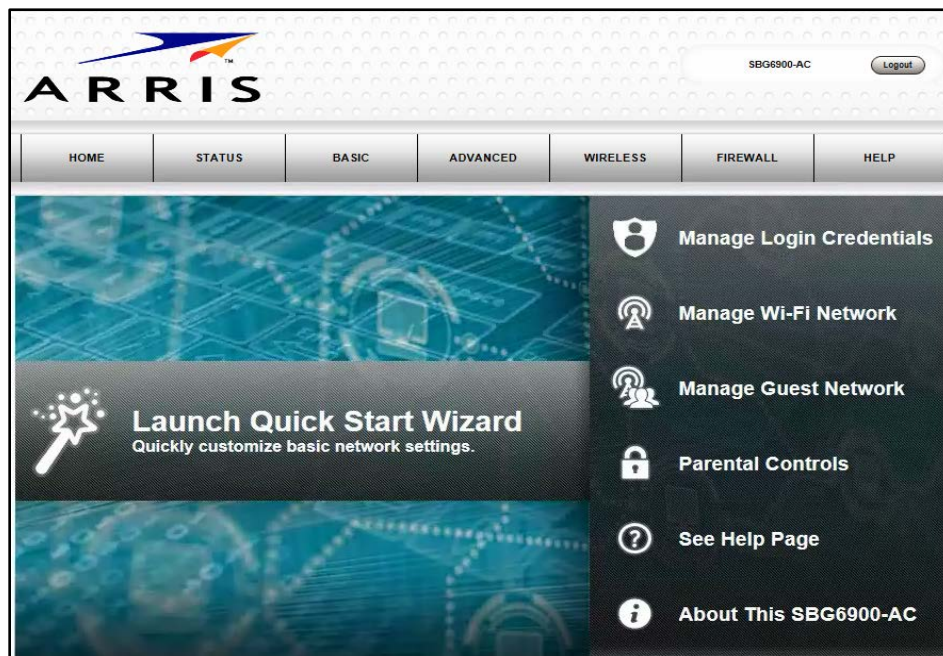 ARRIS™
SBG6900-AC
Logout
HOME
STATUS
BASIC
ADVANCED
WIRELESS
FIREWALL
HELP
Launch Quick Start Wizard
Quickly customize basic network settings.
Manage Login Credentials
Manage Wi-Fi Network
Manage Guest Network
Parental Controls
See Help Page
About This SBG6900-AC